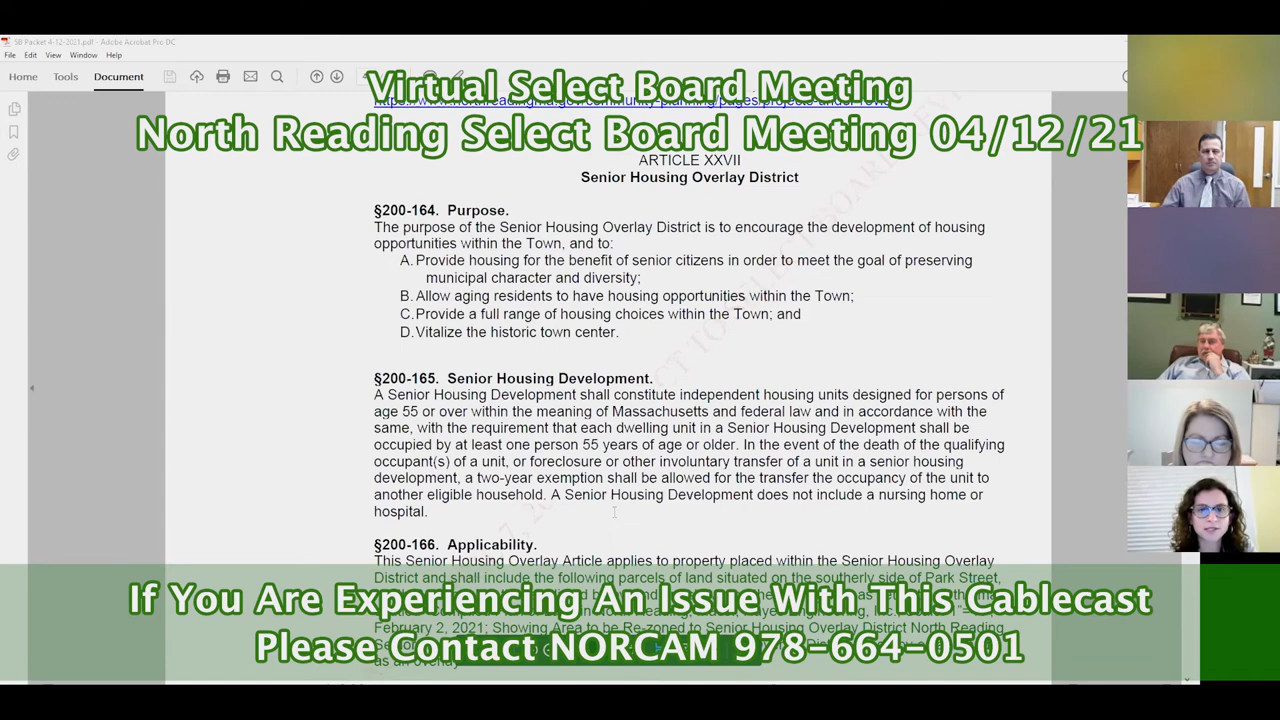 SB Packet 4-12-2021.pdf - Adobe Acrobat Pro DC
File Edit View Window Help
Home Tools Document
Virtual Select Board Meeting
North Reading Select Board Meeting 04/12/21
ARTICLE XXVII
Senior Housing Overlay District
§200-164. Purpose.
The purpose of the Senior Housing Overlay District is to encourage the development of housing
opportunities within the Town, and to:
A. Provide housing for the benefit of senior citizens in order to meet the goal of preserving
municipal character and diversity;
B. Allow aging residents to have housing opportunities within the Town;
C. Provide a full range of housing choices within the Town; and
D. Vitalize the historic town center.
§200-165. Senior Housing Development.
A Senior Housing Development shall constitute independent housing units designed for persons of
age 55 or over within the meaning of Massachusetts and federal law and in accordance with the
same, with the requirement that each dwelling unit in a Senior Housing Development shall be
occupied by at least one person 55 years of age or older. In the event of the death of the qualifying
occupant(s) of a unit, or foreclosure or other involuntary transfer of a unit in a senior housing
development, a two-year exemption shall be allowed for the transfer the occupancy of the unit to
another eligible household. A Senior Housing Development does not include a nursing home or
hospital.
§200-166. Applicability.
This Senior Housing Overlay Article applies to property placed within the Senior Housing Overlay
District and shall include the following parcels of land situated on the southerly side of Park Street,
If You Are Experiencing An Issue With This Cablecast
February 2, 2021; Showing Area to be Re-zoned to Senior Housing Overlay District North Reading
Please Contact NORCAM 978-664-0501
as an overlay